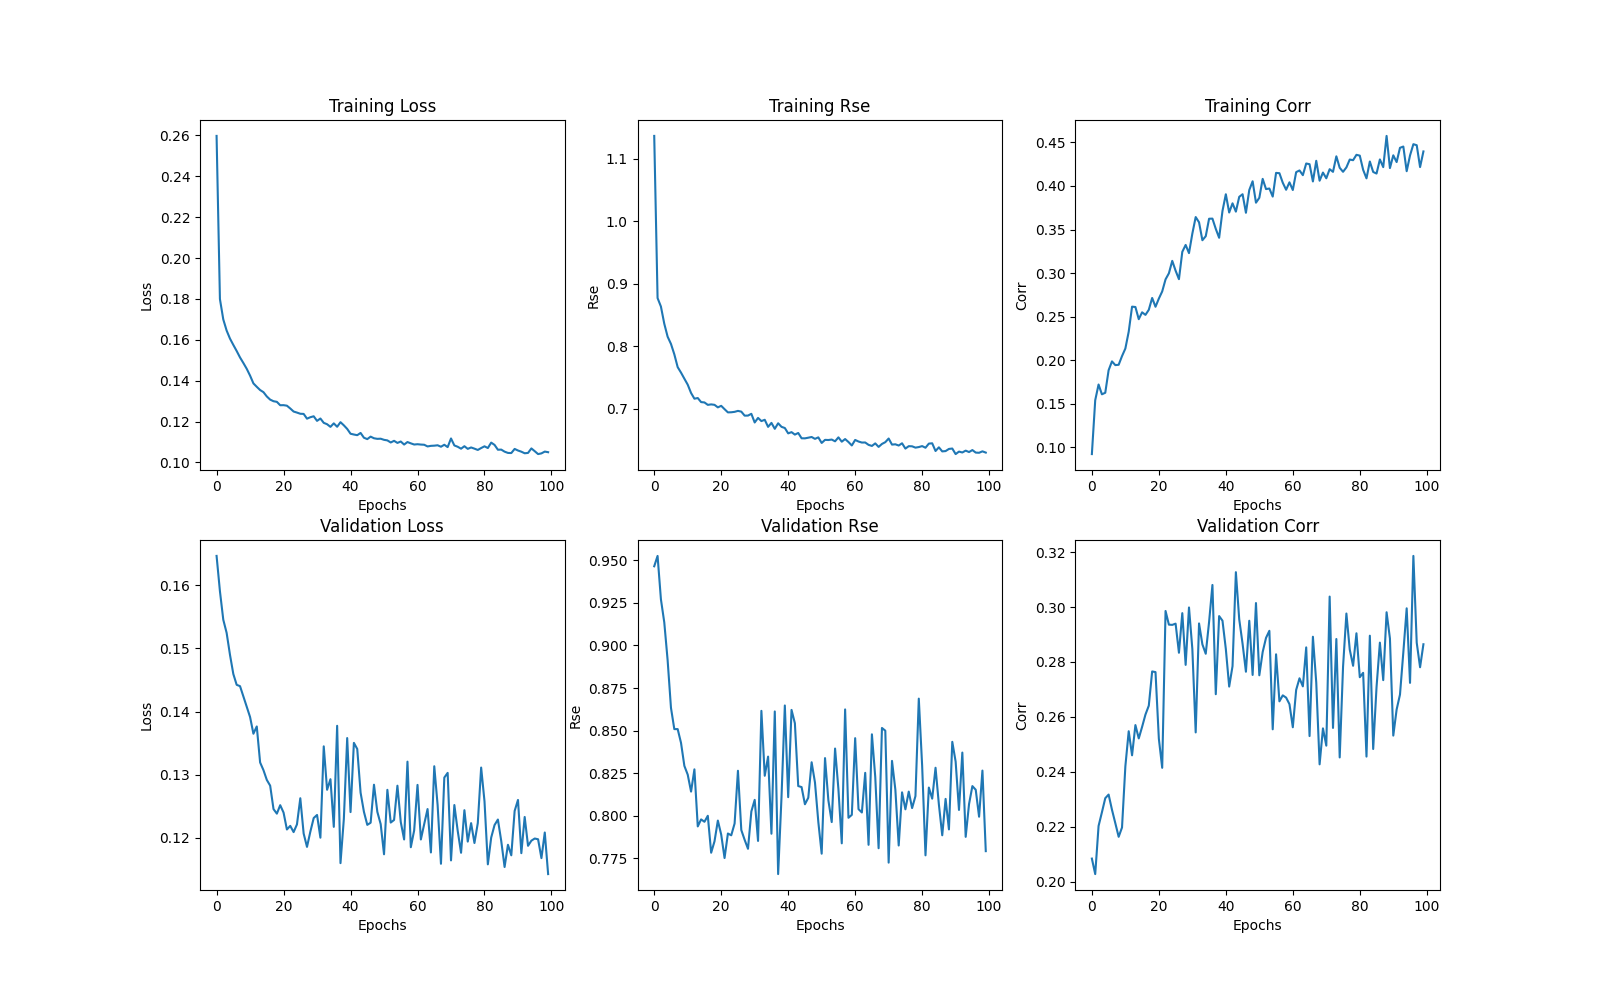 Training Loss
0.26
0.24
0.22
0.20
0.18
0.16
0.14
0.12
0.10
Loss
0 20 40 60 80 100
Epochs
Training Rse
1.1
1.0
0.9
0.8
0.7
Rse
0 20 40 60 80 100
Epochs
Training Corr
0.45
0.40
0.35
0.30
0.25
0.20
0.15
0.10
Corr
0 20 40 60 80 100
Epochs
Validation Loss
0.16
0.15
0.14
0.13
0.12
Loss
0 20 40 60 80 100
Epochs
Validation Rse
0.950
0.925
0.900
0.875
0.850
0.825
0.800
0.775
Rse
0 20 40 60 80 100
Epochs
Validation Corr
0.32
0.30
0.28
0.26
0.24
0.22
0.20
Corr
0 20 40 60 80 100
Epochs